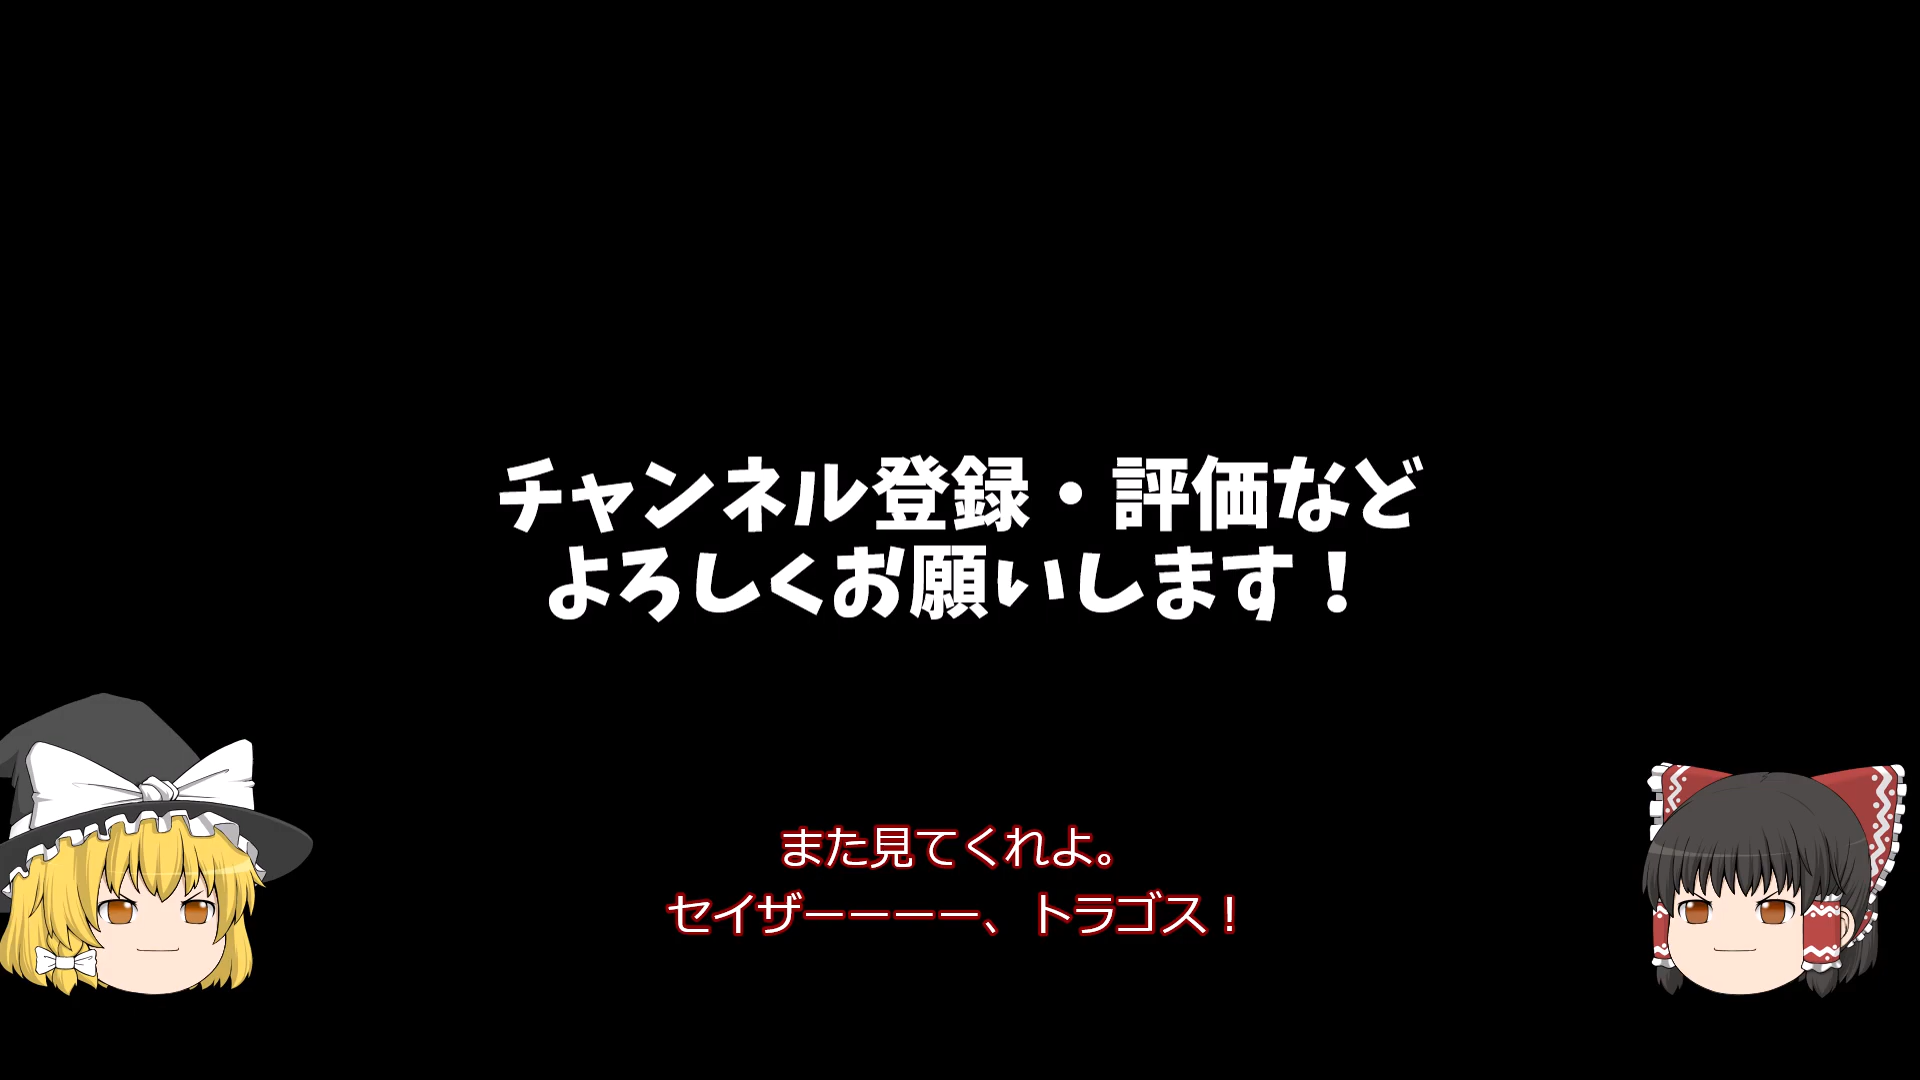 チャンネル登録・評価など
よろしくお願いします！
また見てくれよ。
セイザーーーー、トラゴス！